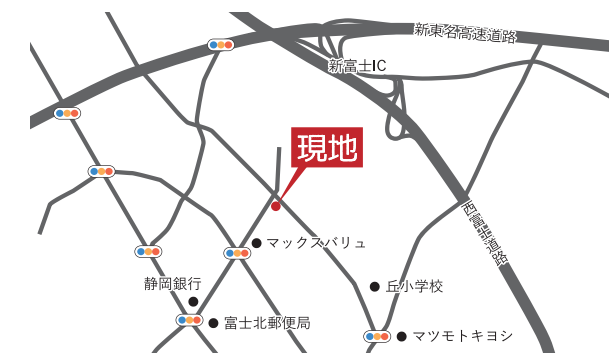 新東名高速道路
新富士IC
現地
西富士道路
マックスバリュ
静岡銀行
丘小学校
富士北郵便局
マツモトキヨシ